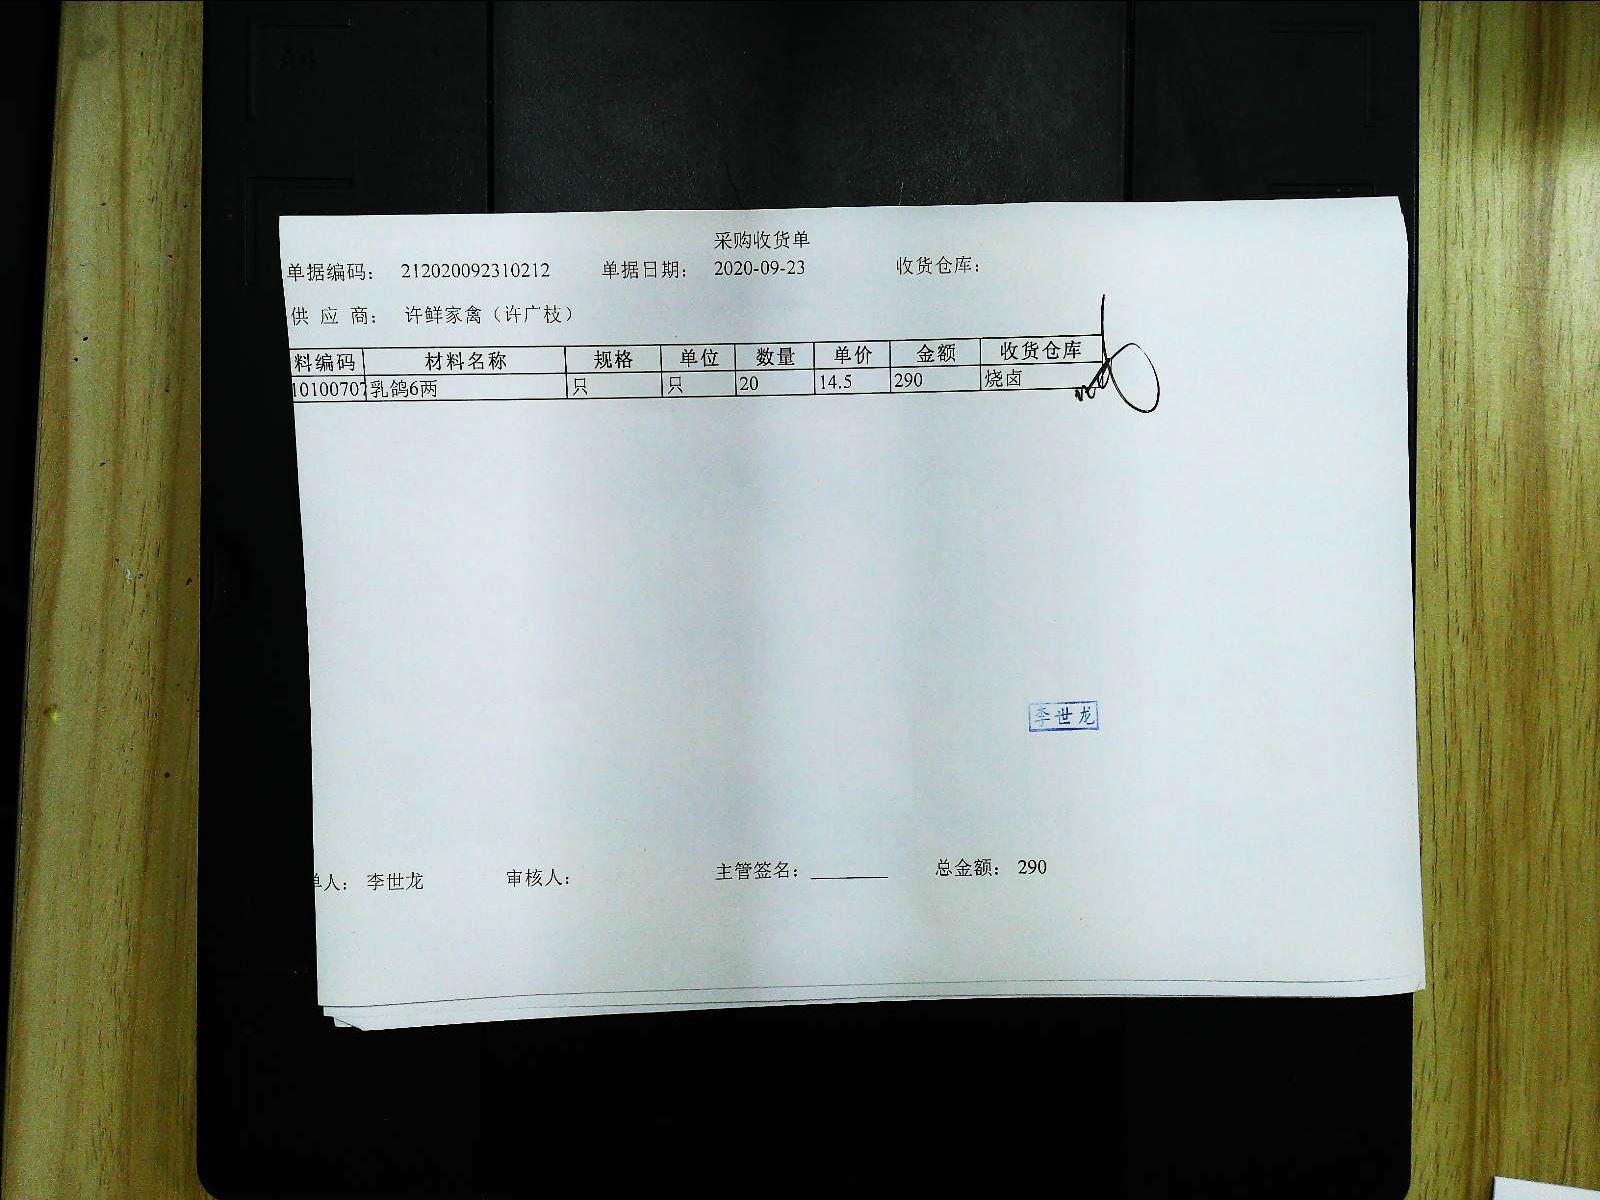 采购收货单
单据编码： 212020092310212 单据日期： 2020-09-23 收货仓库：
供 应 商： 许鲜家禽（许广枝）
料编码 材料名称 规格 单位 数量 单价 金额 收货仓库
10100707 乳鸽6两 只 只 20 14.5 290 烧卤
李世龙
单人： 李世龙 审核人： 主管签名： 总金额： 290